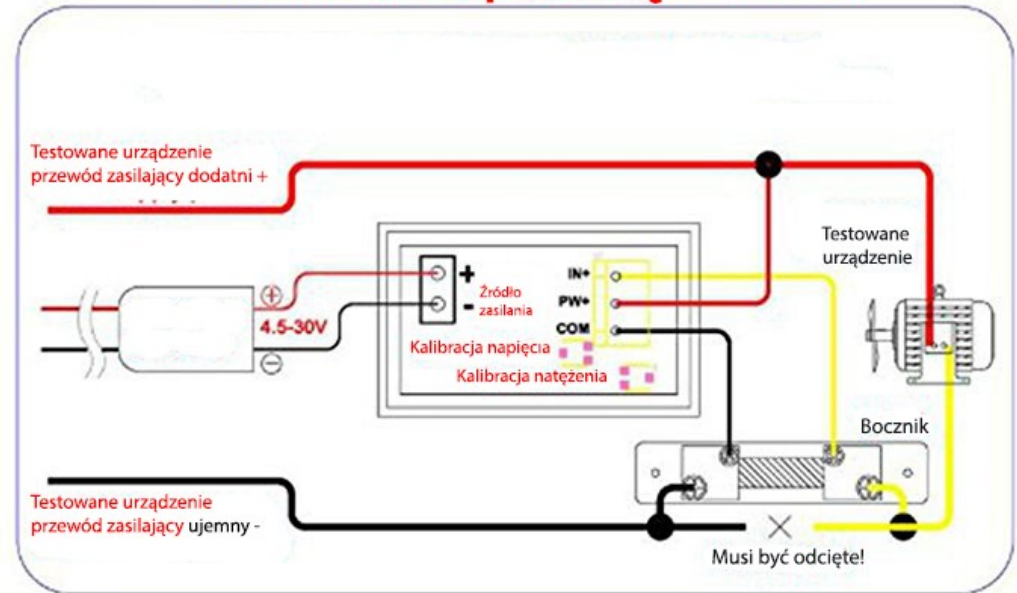 Testowane urządzenie
przewód zasilający dodatni +
Testowane
urządzenie
+
IN+
Źródło
zasilania
-
PW+
4.5-30V
COM
Kalibracja napięcia
Kalibracja natężenia
Bocznik
Testowane urządzenie
przewód zasilający ujemny -
Musi być odcięte!